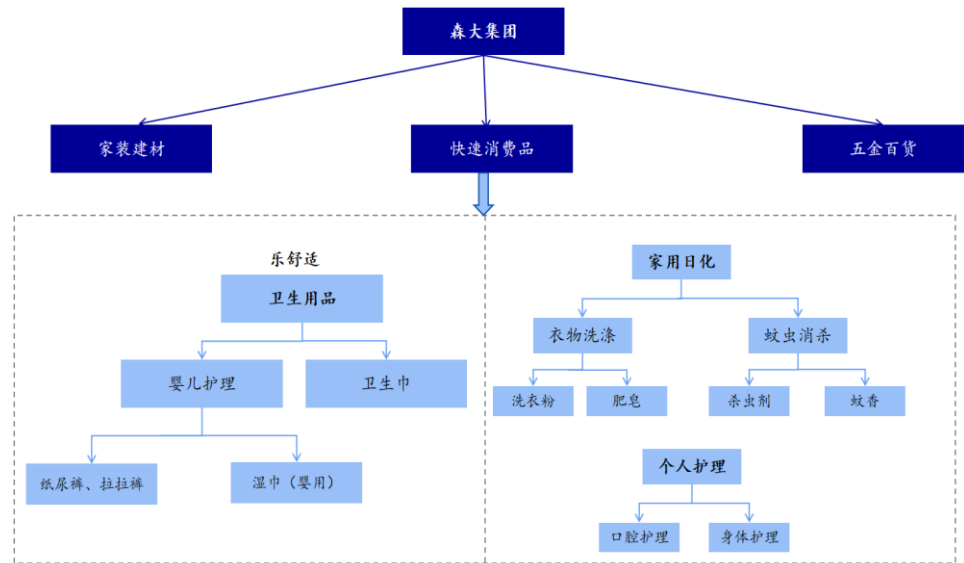 森大集团
家装建材
快速消费品
五金百货
乐舒适
卫生用品
婴儿护理
卫生巾
纸尿裤、拉拉裤
湿巾（婴用）
家用日化
衣物洗涤
蚊虫消杀
洗衣粉
肥皂
杀虫剂
蚊香
个人护理
口腔护理
身体护理